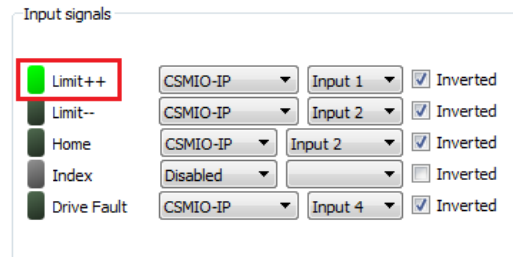 Input signals
Limit++ CSMIO-IP Input 1 Inverted
Limit-- CSMIO-IP Input 2 Inverted
Home CSMIO-IP Input 2 Inverted
Index Disabled Inverted
Drive Fault CSMIO-IP Input 4 Inverted